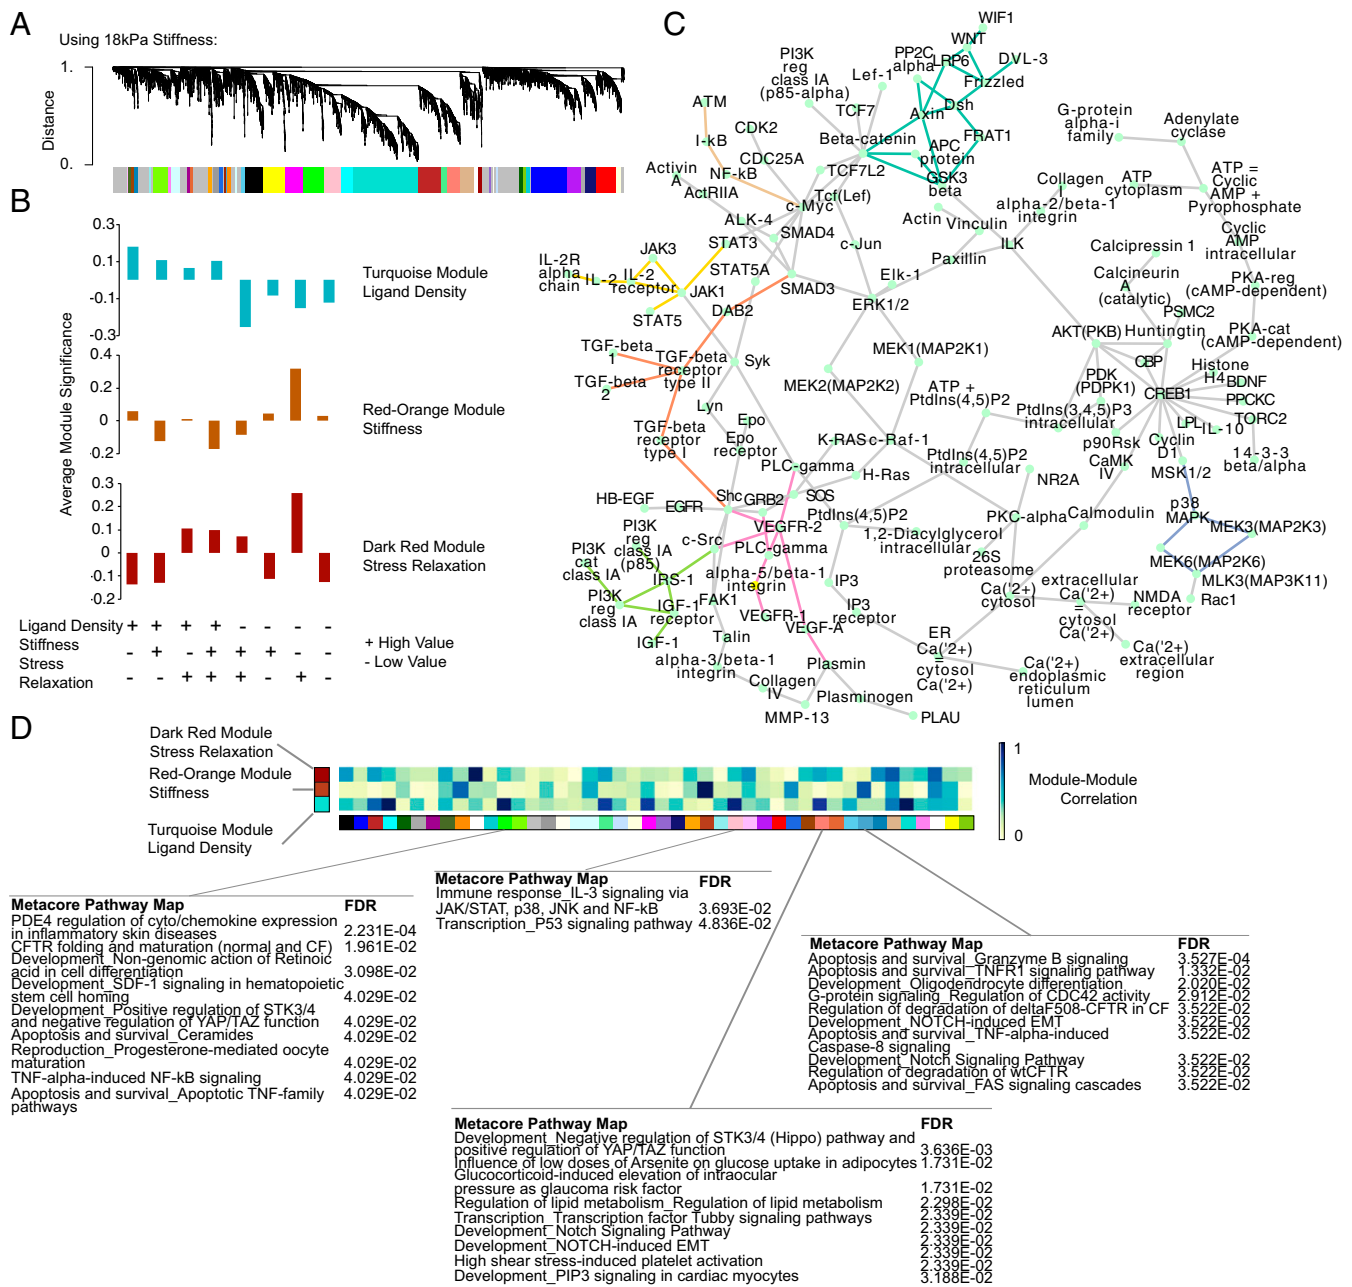 A
Using 18kPa Stiffness:
1.
Distance
0.
B
Average Module Significance
0.3
0.1
-0.1
-0.3
Turquoise Module
Ligand Density
0.4
0.2
0
-0.2
Red-Orange Module
Stiffness
0.3
0.2
0.1
0
-0.1
-0.2
Dark Red Module
Stress Relaxation
Ligand Density + + + + - - - -
Stiffness - + - + + + - -
Stress
Relaxation - - + + + - + -
+ High Value
- Low Value
C
WIF1
WNT
PP2C
alpha
LRP6
DVL-3
Frizzled
PI3K
reg
class IA
(p85-alpha)
Lef-1
TCF7
Dsh
Axin
FRAT1
ATM
I-kB
CDK2
CDC25A
NF-kB
Beta-catenin
APC
protein
GSK3
beta
TCF7L2
G-protein
alpha-i
family
Adenylate
cyclase
ATP =
Cyclic
AMP +
Pyrophosphate
ATP
cytoplasm
Collagen
I
alpha-2/beta-1
integrin
Activin
A
ActRIIA
ALK-4
c-Myc
Tcf(Lef)
Actin
Vinculin
ILK
Paxillin
Cyclic
AMP
intracellular
SMAD4
c-Jun
STAT3
JAK3
IL-2R
alpha
chain
IL-2
IL-2
receptor
JAK1
STAT5A
STAT5
SMAD3
Elk-1
ERK1/2
DAB2
Calcipressin 1
Calcineurin
A
(catalytic)
PKA-reg
(cAMP-dependent)
PSMC2
AKT(PKB)
Huntingtin
PKA-cat
(cAMP-dependent)
CBP
Histone
H4
BDNF
CREB1
PPCKC
TORC2
LPL
IL-10
14-3-3
beta/alpha
PDK
(PDPK1)
PtdIns(3,4,5)P3
intracellular
p90Rsk
Cyclin
D1
CaMK
IV
MSK1/2
TGF-beta
1
TGF-beta
2
TGF-beta
receptor
type II
Syk
MEK1(MAP2K1)
MEK2(MAP2K2)
ATP +
PtdIns(4,5)P2
Lyn
Epo
Epo
receptor
TGF-beta
receptor
type I
K-RAS
c-Raf-1
PLC-gamma
H-Ras
PtdIns(4,5)P2
intracellular
NR2A
HB-EGF
EGFR
Shc
GRB2
SOS
PtdIns(4,5)P2
VEGFR-2
1,2-Diacylglycerol
intracellular
PKC-alpha
Calmodulin
26S
proteasome
p38
MAPK
MEK3(MAP2K3)
MEK6(MAP2K6)
MLK3(MAP3K11)
Rac1
PI3K
reg
class IA
(p85)
PI3K
cat
class IA
c-Src
PLC-gamma
IRS-1
PI3K
reg
class IA
alpha-5/beta-1
integrin
FAK1
IGF-1
receptor
IGF-1
VEGFR-1
VEGF-A
IP3
IP3
receptor
Ca('2+)
cytosol
extracellular
Ca('2+)
=
cytosol
Ca('2+)
NMDA
receptor
Talin
alpha-3/beta-1
integrin
Collagen
IV
MMP-13
Plasmin
Plasminogen
PLAU
ER
Ca('2+)
=
cytosol
Ca('2+)
Ca('2+)
endoplasmic
reticulum
lumen
Ca('2+)
extracellular
region
D
Dark Red Module
Stress Relaxation
Red-Orange Module
Stiffness
Turquoise Module
Ligand Density
1
0
Module-Module
Correlation
Metacore Pathway Map FDR
PDE4 regulation of cyto/chemokine expression
in inflammatory skin diseases 2.231E-04
CFTR folding and maturation (normal and CF) 1.961E-02
Development_Non-genomic action of Retinoic
acid in cell differentiation 3.098E-02
Development_SDF-1 signaling in hematopoietic
stem cell homing 4.029E-02
Development_Positive regulation of STK3/4
and negative regulation of YAP/TAZ function 4.029E-02
Apoptosis and survival_Ceramides 4.029E-02
Reproduction_Progesterone-mediated oocyte
maturation 4.029E-02
TNF-alpha-induced NF-kB signaling 4.029E-02
Apoptosis and survival_Apoptotic TNF-family 4.029E-02
pathways
Metacore Pathway Map FDR
Immune response_IL-3 signaling via
JAK/STAT, p38, JNK and NF-kB 3.693E-02
Transcription_P53 signaling pathway 4.836E-02
Metacore Pathway Map FDR
Apoptosis and survival_Granzyme B signaling 3.527E-04
Apoptosis and survival_TNFR1 signaling pathway 1.332E-02
Development_Oligodendrocyte differentiation 2.020E-02
G-protein signaling_Regulation of CDC42 activity 2.912E-02
Regulation of degradation of deltaF508-CFTR in CF 3.522E-02
Development_NOTCH-induced EMT 3.522E-02
Apoptosis and survival_TNF-alpha-induced 3.522E-02
Caspase-8 signaling
Development_Notch Signaling Pathway 3.522E-02
Regulation of degradation of wtCFTR 3.522E-02
Apoptosis and survival_FAS signaling cascades 3.522E-02
Metacore Pathway Map FDR
Development_Negative regulation of STK3/4 (Hippo) pathway and
positive regulation of YAP/TAZ function 3.636E-03
Influence of low doses of Arsenite on glucose uptake in adipocytes 1.731E-02
Glucocorticoid-induced elevation of intraocular
pressure as glaucoma risk factor 1.731E-02
Regulation of lipid metabolism_Regulation of lipid metabolism 2.298E-02
Transcription_Transcription factor Tubby signaling pathways 2.339E-02
Development_Notch Signaling Pathway 2.339E-02
Development_NOTCH-induced EMT 2.339E-02
High shear stress-induced platelet activation 2.339E-02
Development_PIP3 signaling in cardiac myocytes 3.188E-02